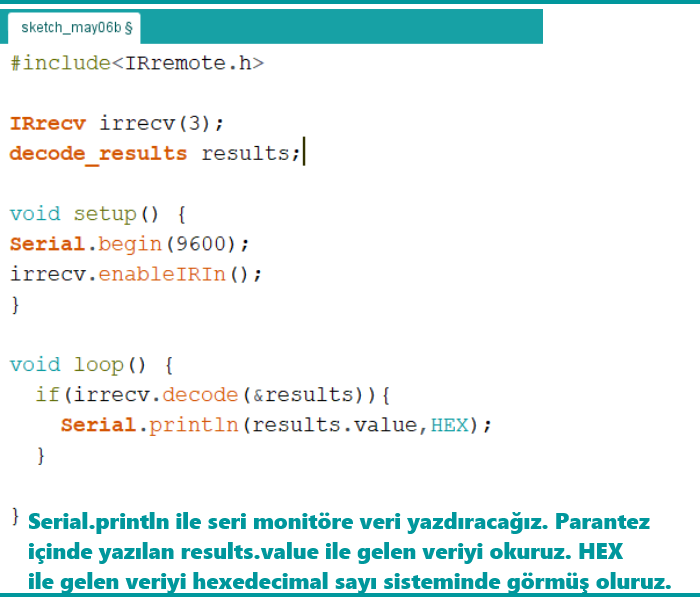 sketch_may06b §
#include<IRremote.h>
IRrecv irrecv(3);
decode_results results;
void setup() {
Serial.begin(9600);
irrecv.enableIRIn();
}
void loop() {
if(irrecv.decode(&results)){
Serial.println(results.value,HEX);
}
}
Serial.println ile seri monitöre veri yazdıracağız. Parantez
içinde yazılan results.value ile gelen veriyi okuruz. HEX
ile gelen veriyi hexedecimal sayı sisteminde görmüş oluruz.